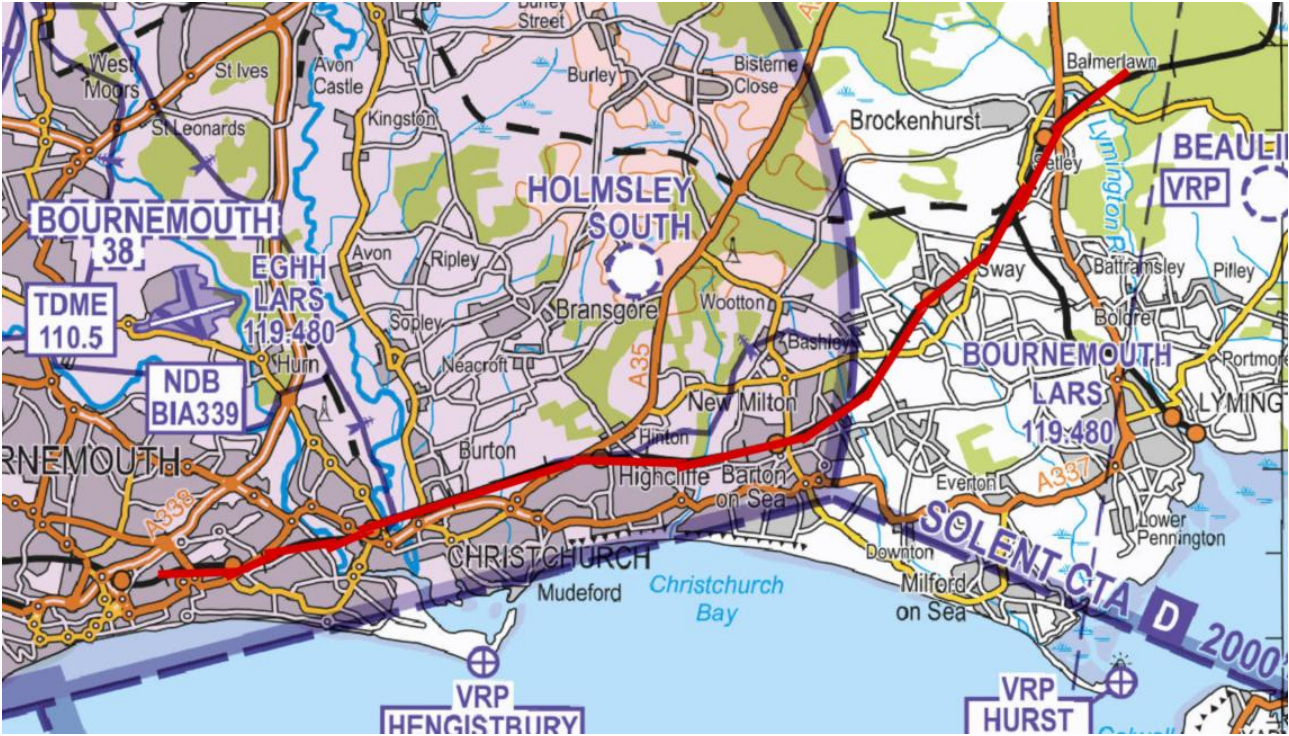 Burley
Street
West
Moors
St Ives
Avon
Castle
Burley
Bisterne
Close
Balmerlawn
St Leonards
Kingston
Brockenhurst
Setley
Lymington R
BEAULI
VRP
HOLMSLEY
SOUTH
BOURNEMOUTH
38
EGHH
LARS
119.480
Avon
Ripley
Sway
Battramsley
Pilley
TDME
110.5
Bransgore
Wootton
Sopley
Boldre
Bashley
Portmore
Neacroft
A35
BOURNEMOUTH
LARS
119.480
Hurn
NDB
BIA339
New Milton
LYMING
RNEMOUTH
Burton
Hinton
Highcliffe
Barton
on Sea
Everton
A337
A338
Lower
Pennington
SOLENT CTA D 2000'
CHRISTCHURCH
Mudeford
Christchurch
Bay
Downton
Milford
on Sea
VRP
HENGISTBURY
VRP
HURST